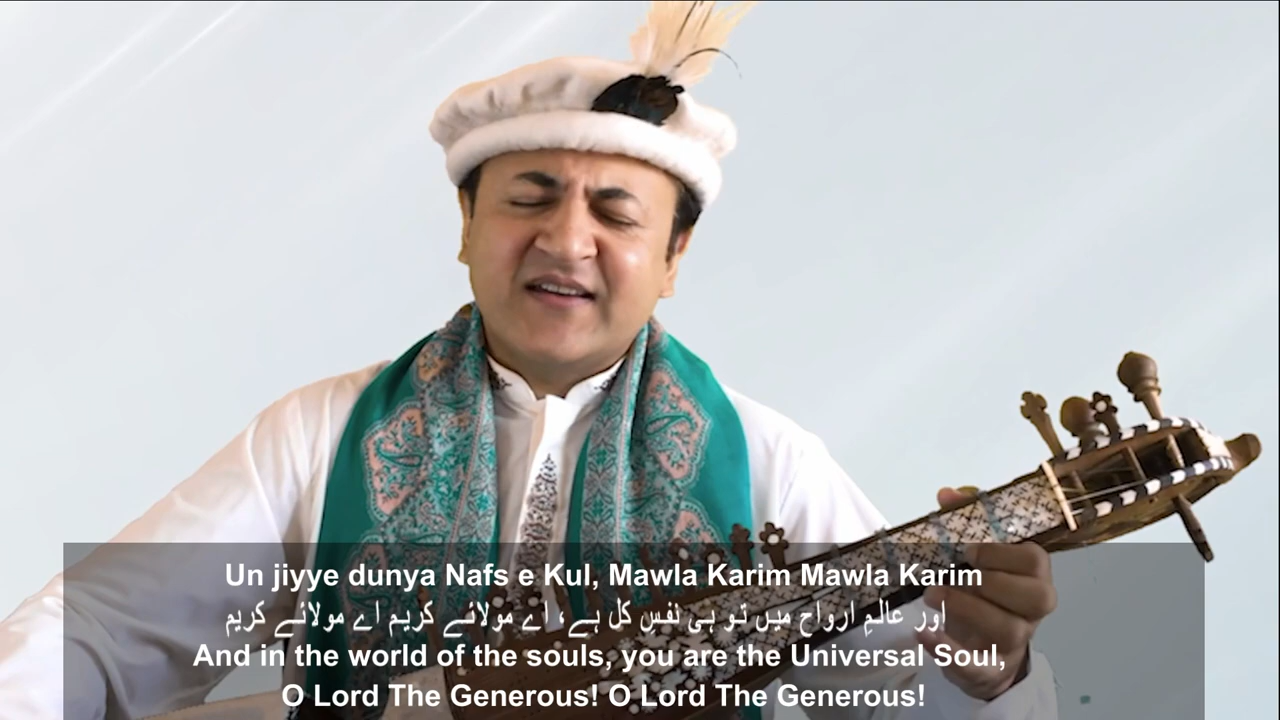 Un jiyye dunya Nafs e Kul, Mawla Karim Mawla Karim
اور عالمِ ارواح میں تو ہی نفسِ کل ہے، اے مولائے کریم اے مولائے کریم
And in the world of the souls, you are the Universal Soul,
O Lord The Generous! O Lord The Generous!